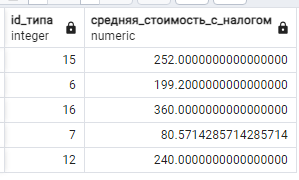 id_типа средняя_стоимость_с_налогом
integer numeric
15 252.0000000000000000
6 199.2000000000000000
16 360.0000000000000000
7 80.5714285714285714
12 240.0000000000000000